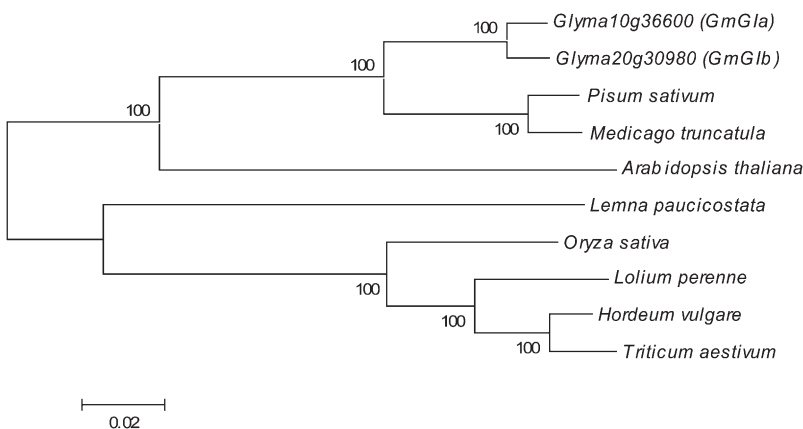 100
Glyma10g36600 (GmGIa)
100
Glyma20g30980 (GmGIb)
100
Pisum sativum
100
Medicago truncatula
Arabidopsis thaliana
Lemna paucicostata
Oryza sativa
100
Lolium perenne
100
Hordeum vulgare
100
Triticum aestivum
0.02